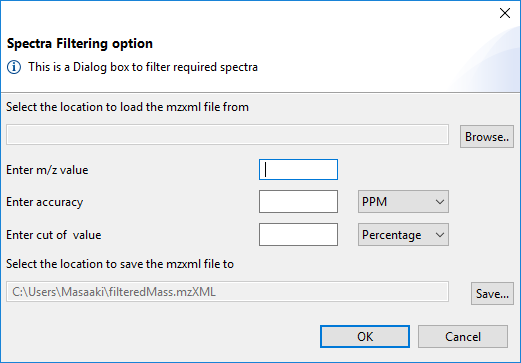 Spectra Filtering option
This is a Dialog box to filter required spectra
Select the location to load the mzxml file from
Browse..
Enter m/z value
Enter accuracy PPM
Enter cut of value Percentage
Select the location to save the mzxml file to
C:\Users\Masaaki\filteredMass.mzXML Save...
OK Cancel